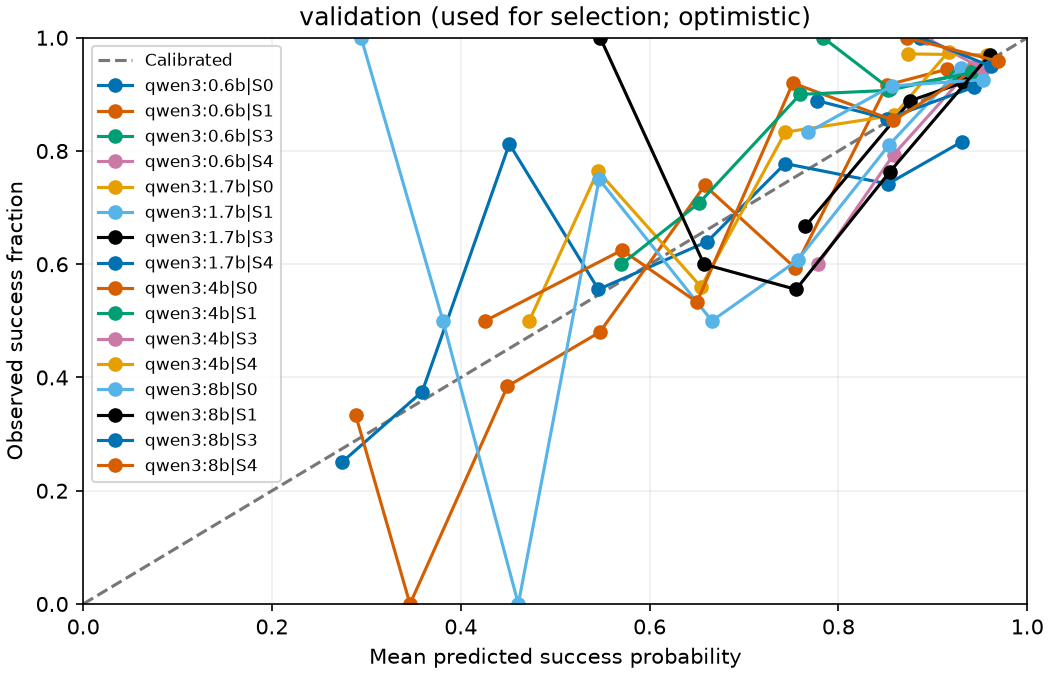 validation (used for selection; optimistic)
1.0
0.8
0.6
0.4
0.2
0.0
Observed success fraction
Calibrated
qwen3:0.6b|S0
qwen3:0.6b|S1
qwen3:0.6b|S3
qwen3:0.6b|S4
qwen3:1.7b|S0
qwen3:1.7b|S1
qwen3:1.7b|S3
qwen3:1.7b|S4
qwen3:4b|S0
qwen3:4b|S1
qwen3:4b|S3
qwen3:4b|S4
qwen3:8b|S0
qwen3:8b|S1
qwen3:8b|S3
qwen3:8b|S4
0.0 0.2 0.4 0.6 0.8 1.0
Mean predicted success probability